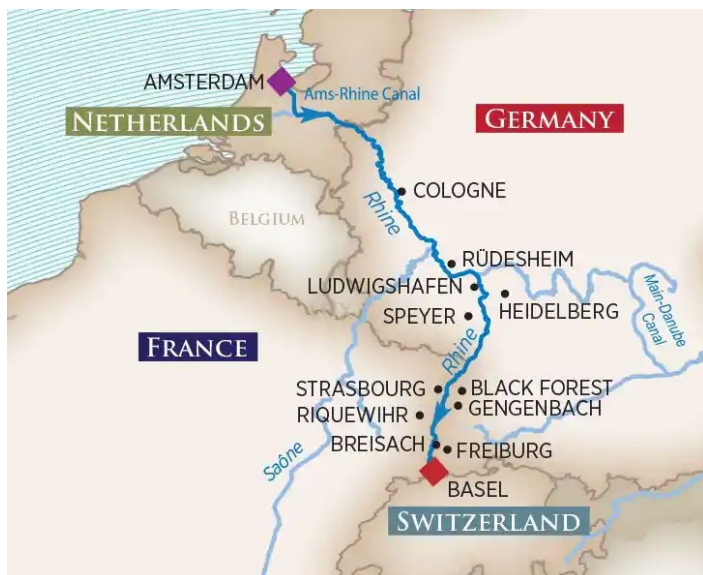 AMSTERDAM
Ams-Rhine Canal
NETHERLANDS
GERMANY
COLOGNE
Rhine
BELGIUM
RÜDESHEIM
LUDWIGSHAFEN
HEIDELBERG
SPEYER
Main-Danube
Canal
FRANCE
Rhine
STRASBOURG
BLACK FOREST
RIQUEWIHR
GENGENBACH
BREISACH
FREIBURG
Saône
BASEL
SWITZERLAND